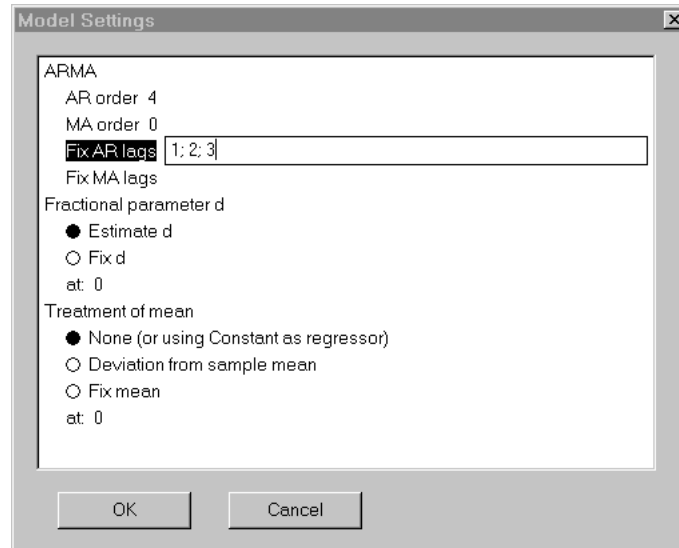 Model Settings
ARMA
AR order 4
MA order 0
Fix AR lags 1; 2; 3
Fix MA lags
Fractional parameter d
Estimate d
Fix d
at: 0
Treatment of mean
None (or using Constant as regressor)
Deviation from sample mean
Fix mean
at: 0
OK Cancel